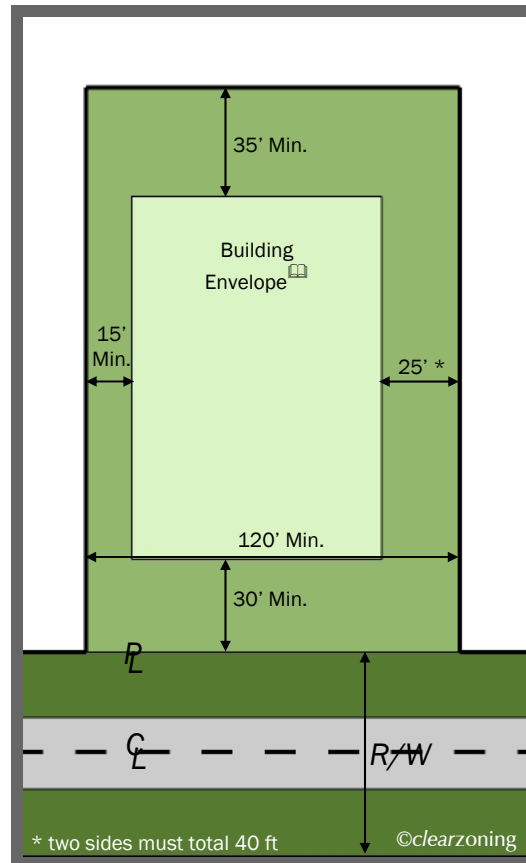 35’ Min.
Building
Envelope
15’
Min.
25’ *
120’ Min.
30’ Min.
PL
CL
R/W
* two sides must total 40 ft
©clearzoning